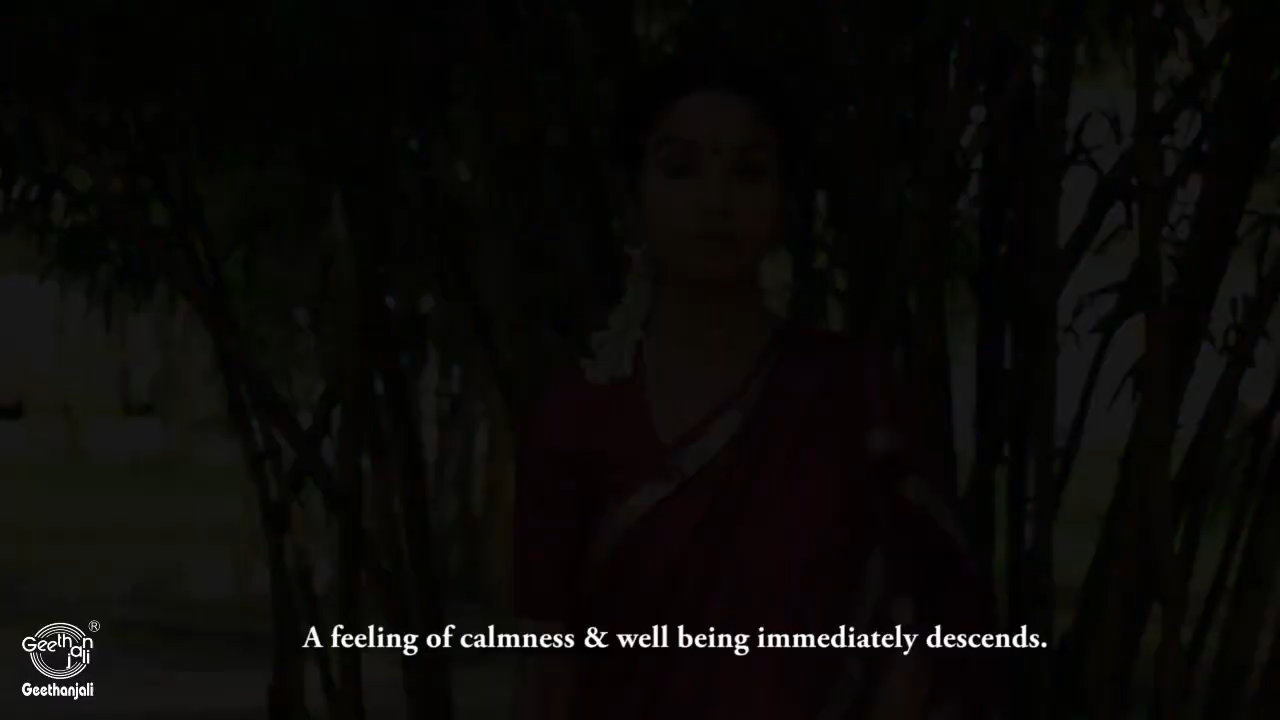 A feeling of calmness & well being immediately descends.
Geethanjali ®
Geethanjali